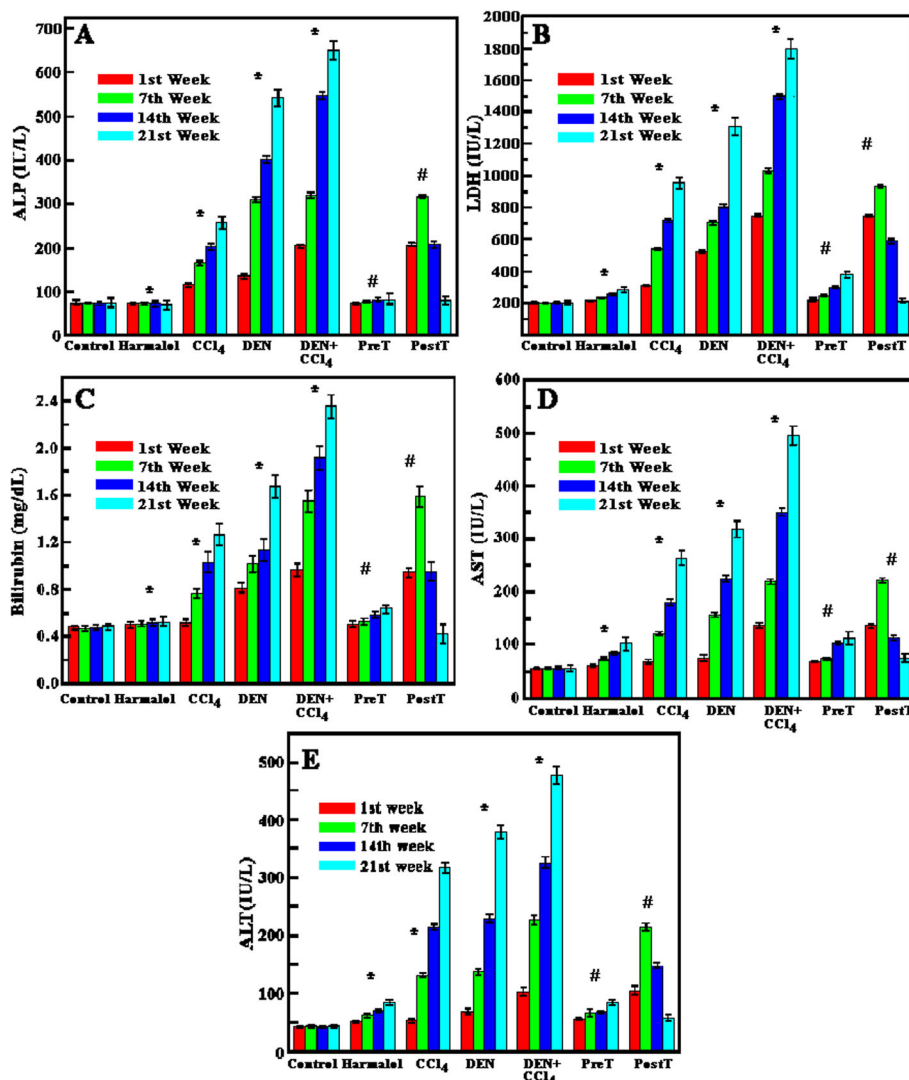 A
ALP (IU/L)
700
600
500
400
300
200
100
0
1st Week
7th Week
14th Week
21st Week
*
*
*
*
#
#
Control Harmalol CCl4 DEN DEN+ CCl4 PreT PostT
B
LDH (IU/L)
2000
1800
1600
1400
1200
1000
800
600
400
200
0
1st Week
7th Week
14th Week
21st Week
*
*
*
*
#
#
Control Harmalol CCl4 DEN DEN+ CCl4 PreT PostT
C
Bilirubin (mg/dL)
2.4
2.0
1.6
1.2
0.8
0.4
0.0
1st Week
7th Week
14th Week
21st Week
*
*
*
*
#
#
Control Harmalol CCl4 DEN DEN+ CCl4 PreT PostT
D
AST (IU/L)
600
500
400
300
200
100
0
1st Week
7th Week
14th Week
21st Week
*
*
*
*
#
#
Control Harmalol CCl4 DEN DEN+ CCl4 PreT PostT
E
ALT(IU/L)
500
400
300
200
100
0
1st week
7th week
14th week
21st week
*
*
*
*
#
#
Control Harmalol CCl4 DEN DEN+ CCl4 PreT PostT